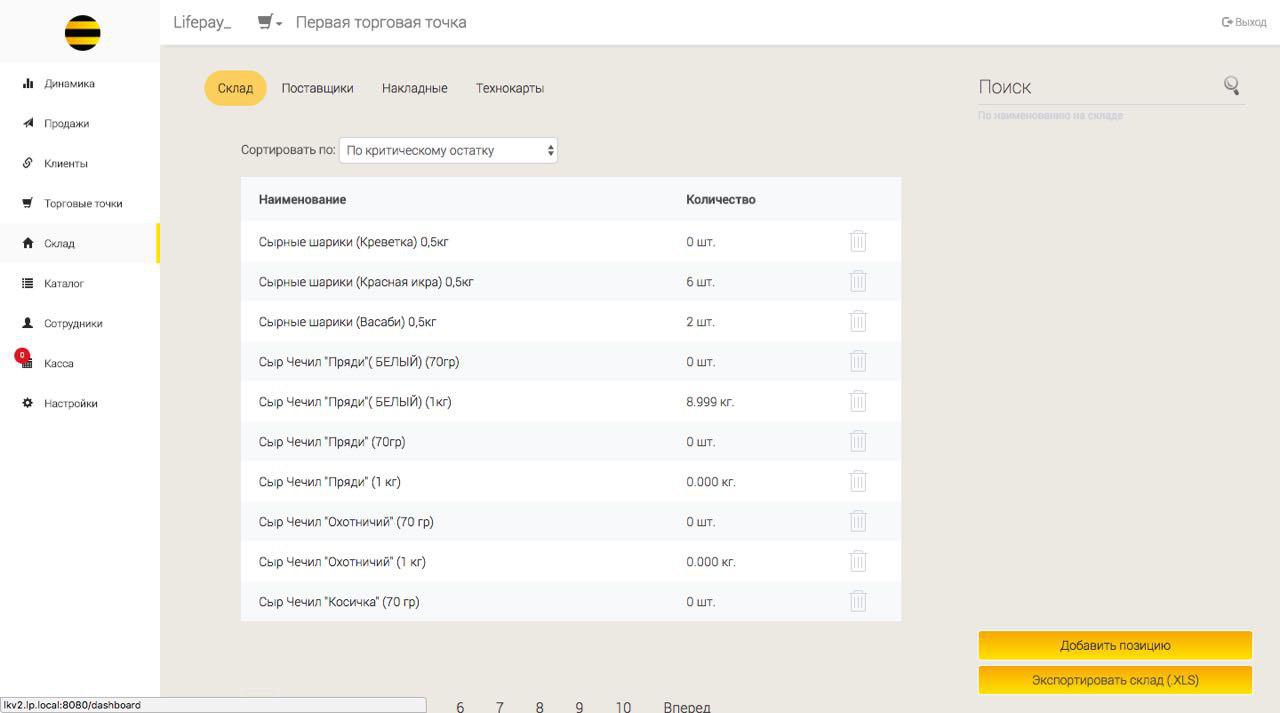 Lifepay_ Первая торговая точка Выход
Динамика
Продажи
Клиенты
Торговые точки
Склад
Каталог
Сотрудники
0
Касса
Настройки
Склад Поставщики Накладные Технокарты
Поиск
По наименованию на складе
Сортировать по: По критическому остатку
Наименование Количество
Сырные шарики (Креветка) 0,5кг 0 шт.
Сырные шарики (Красная икра) 0,5кг 6 шт.
Сырные шарики (Васаби) 0,5кг 2 шт.
Сыр Чечил "Пряди"( БЕЛЫЙ) (70гр) 0 шт.
Сыр Чечил "Пряди"( БЕЛЫЙ) (1кг) 8.999 кг.
Сыр Чечил "Пряди" (70гр) 0 шт.
Сыр Чечил "Пряди" (1 кг) 0.000 кг.
Сыр Чечил "Охотничий" (70 гр) 0 шт.
Сыр Чечил "Охотничий" (1 кг) 0.000 кг.
Сыр Чечил "Косичка" (70 гр) 0 шт.
Добавить позицию
Экспортировать склад (.XLS)
6 7 8 9 10 Вперед
lkv2.lp.local:8080/dashboard